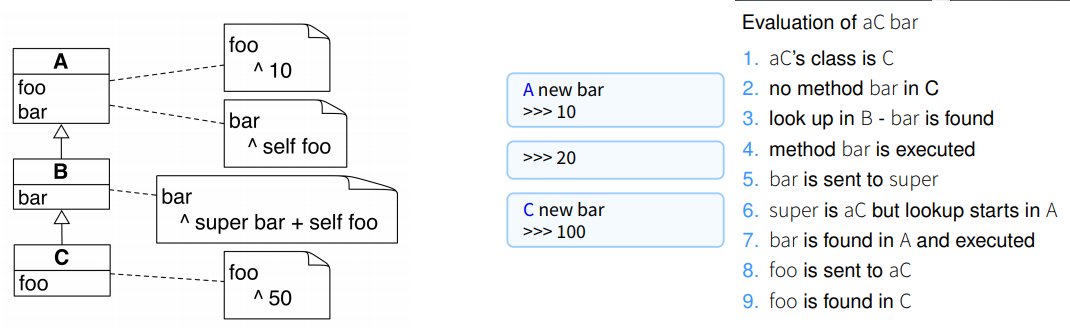 A
foo
bar
B
bar
C
foo
foo
^ 10
bar
^ self foo
bar
^ super bar + self foo
foo
^ 50
A new bar
>>> 10
>>> 20
C new bar
>>> 100
Evaluation of aC bar
1. aC's class is C
2. no method bar in C
3. look up in B - bar is found
4. method bar is executed
5. bar is sent to super
6. super is aC but lookup starts in A
7. bar is found in A and executed
8. foo is sent to aC
9. foo is found in C